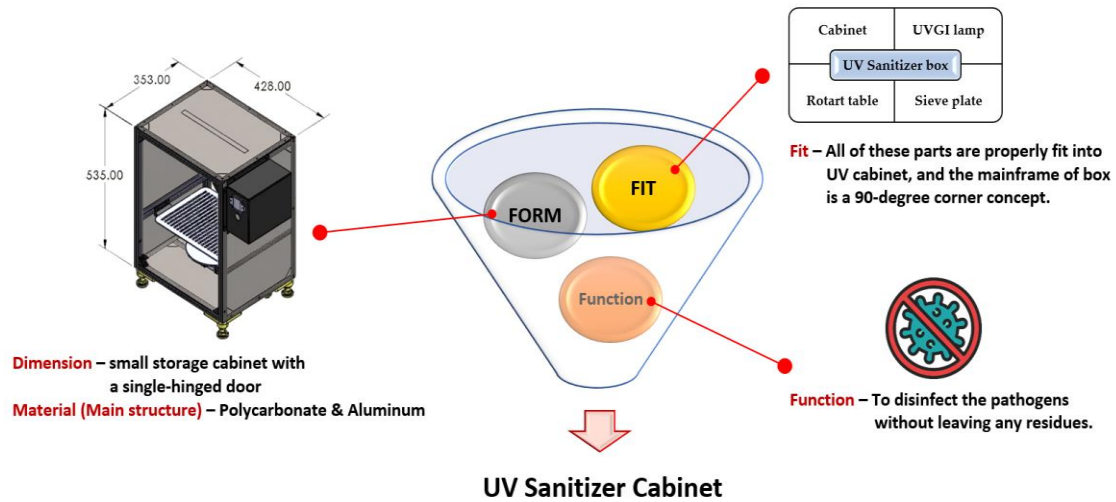 353.00
428.00
535.00
Dimension – small storage cabinet with
a single-hinged door
Material (Main structure) – Polycarbonate & Aluminum
FORM
FIT
Function
Cabinet
UVGI lamp
UV Sanitizer box
Rotart table
Sieve plate
Fit – All of these parts are properly fit into
UV cabinet, and the mainframe of box
is a 90-degree corner concept.
Function – To disinfect the pathogens
without leaving any residues.
UV Sanitizer Cabinet